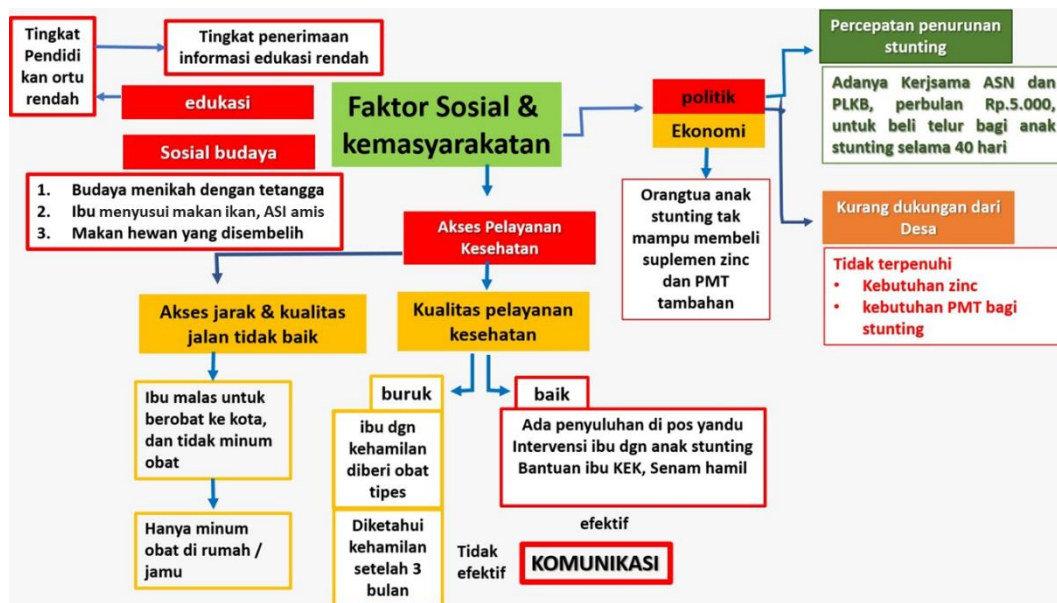 Tingkat
Pendidi
kan ortu
rendah
Tingkat penerimaan
informasi edukasi rendah
edukasi
Sosial budaya
1. Budaya menikah dengan tetangga
2. Ibu menyusui makan ikan, ASI amis
3. Makan hewan yang disembelih
Faktor Sosial &
kemasyarakatan
politik
Ekonomi
Percepatan penurunan
stunting
Adanya Kerjsama ASN dan
PLKB, perbulan Rp.5.000,
untuk beli telur bagi anak
stunting selama 40 hari
Orangtua anak
stunting tak
mampu membeli
suplemen zinc
dan PMT
tambahan
Kurang dukungan dari
Desa
Tidak terpenuhi
• Kebutuhan zinc
• kebutuhan PMT bagi
stunting
Akses Pelayanan
Kesehatan
Akses jarak & kualitas
jalan tidak baik
Kualitas pelayanan
kesehatan
Ibu malas untuk
berobat ke kota,
dan tidak minum
obat
Hanya minum
obat di rumah /
jamu
buruk
ibu dgn
kehamilan
diberi obat
tipes
Diketahui
kehamilan
setelah 3
bulan
baik
Ada penyuluhan di pos yandu
Intervensi ibu dgn anak stunting
Bantuan ibu KEK, Senam hamil
efektif
Tidak
efektif
KOMUNIKASI